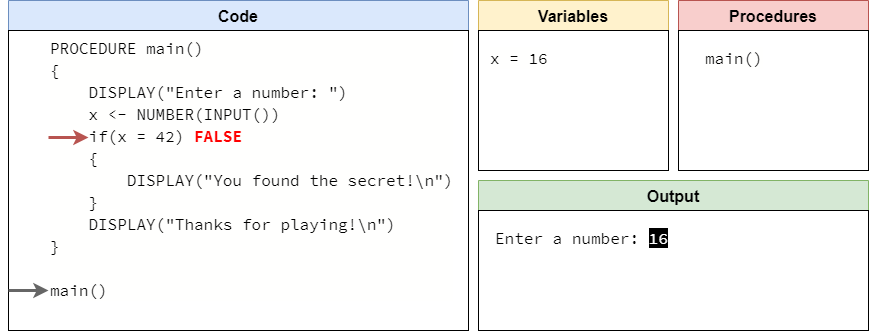 Code
PROCEDURE main()
{
DISPLAY("Enter a number: ")
x <- NUMBER(INPUT())
if(x = 42) FALSE
{
DISPLAY("You found the secret!\n")
}
DISPLAY("Thanks for playing!\n")
}
main()
Variables
x = 16
Procedures
main()
Output
Enter a number: 16